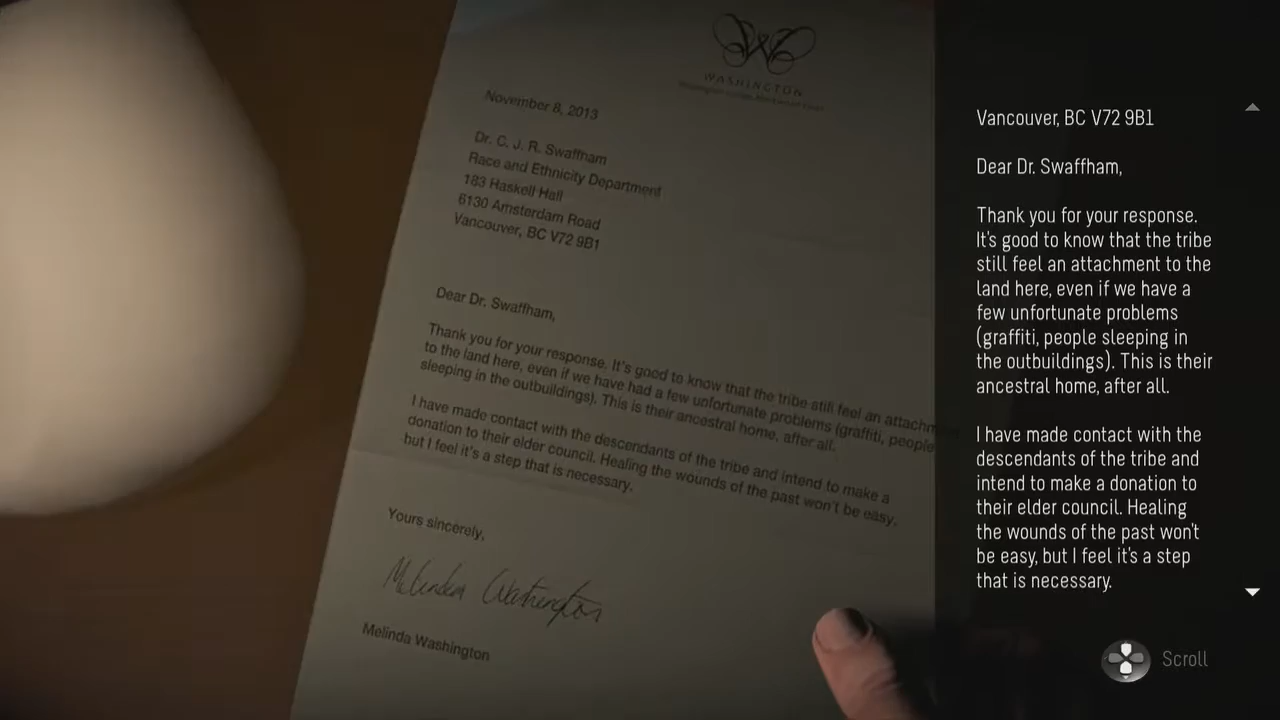 WASHINGTON
November 8, 2013
Dr. C. J. R. Swaffham
Race and Ethnicity Department
183 Haskell Hall
6130 Amsterdam Road
Vancouver, BC V72 9B1
Dear Dr. Swaffham,
Thank you for your response. It's good to know that the tribe still feel an attachm
to the land here, even if we have had a few unfortunate problems (graffiti, people
sleeping in the outbuildings). This is their ancestral home, after all.
I have made contact with the descendants of the tribe and intend to make a
donation to their elder council. Healing the wounds of the past won't be easy,
but I feel it's a step that is necessary.
Yours sincerely,
Melinda Washington
Melinda Washington
Vancouver, BC V72 9B1
Dear Dr. Swaffham,
Thank you for your response.
It's good to know that the tribe
still feel an attachment to the
land here, even if we have a
few unfortunate problems
(graffiti, people sleeping in
the outbuildings). This is their
ancestral home, after all.
I have made contact with the
descendants of the tribe and
intend to make a donation to
their elder council. Healing
the wounds of the past won't
be easy, but I feel it's a step
that is necessary.
Scroll